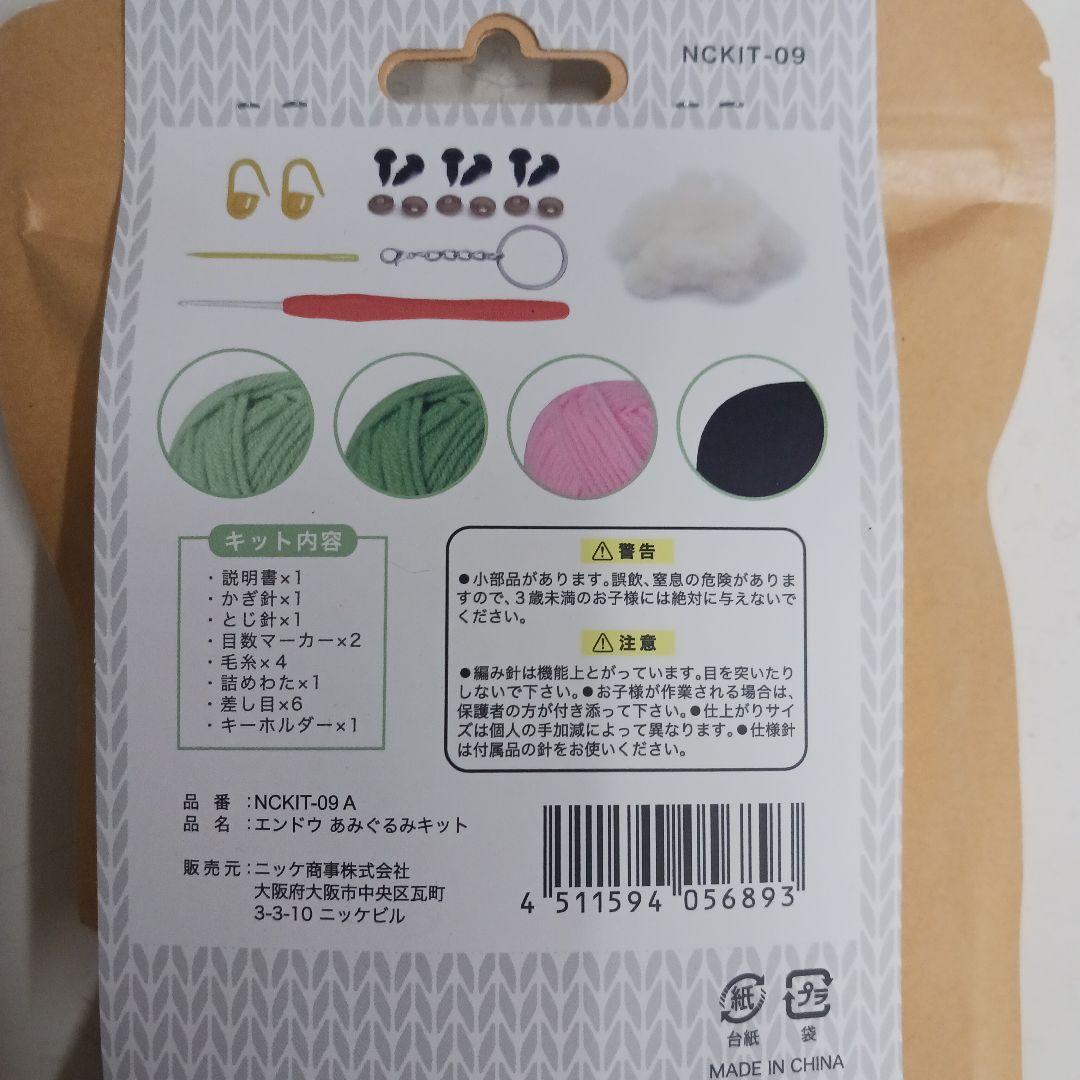 NCKIT-09
キット内容
・説明書×1
・かぎ針×1
・とじ針×1
・目数マーカー×2
・毛糸×4
・詰めわた×1
・差し目×6
・キーホルダー×1
警告
●小部品があります。誤飲、窒息の危険がありま
すので、3歳未満のお子様には絶対に与えないで
ください。
注意
●編み針は機能上とがっています。目を突いたり
しないで下さい。●お子様が作業される場合は、
保護者の方が付き添って下さい。●仕上がりサイ
ズは個人の手加減によって異なります。●仕様針
は付属品の針をお使いください。
品番:NCKIT-09 A
品名:エンドウ あみぐるみキット
販売元:ニッケ商事株式会社
大阪府大阪市中央区瓦町
3-3-10 ニッケビル
4 511594 056893
紙 プラ
台紙 袋
MADE IN CHINA